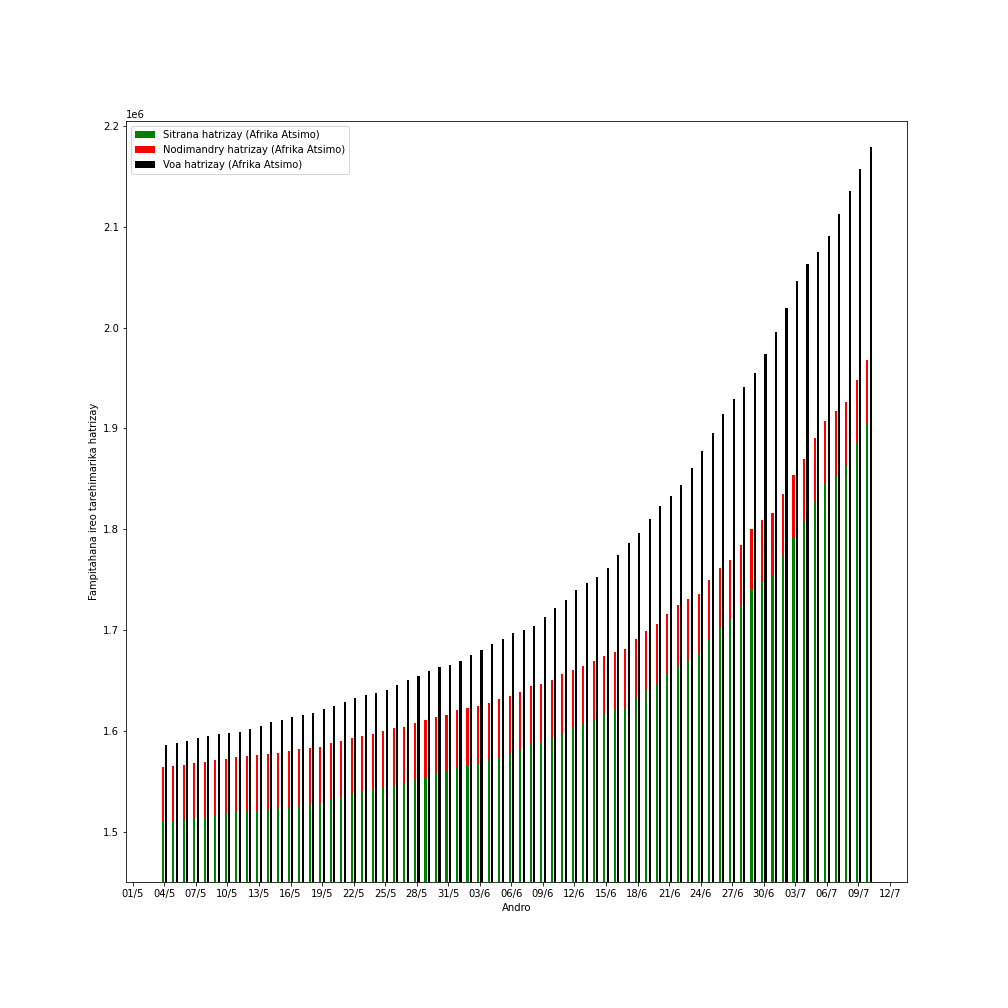 1e6
2.2
2.1
2.0
1.9
1.8
1.7
1.6
1.5
Sitrana hatrizay (Afrika Atsimo)
Nodimandry hatrizay (Afrika Atsimo)
Voa hatrizay (Afrika Atsimo)
Fampitahana ireo tarehimarika hatrizay
01/5 04/5 07/5 10/5 13/5 16/5 19/5 22/5 25/5 28/5 31/5 03/6 06/6 09/6 12/6 15/6 18/6 21/6 24/6 27/6 30/6 03/7 06/7 09/7 12/7
Andro